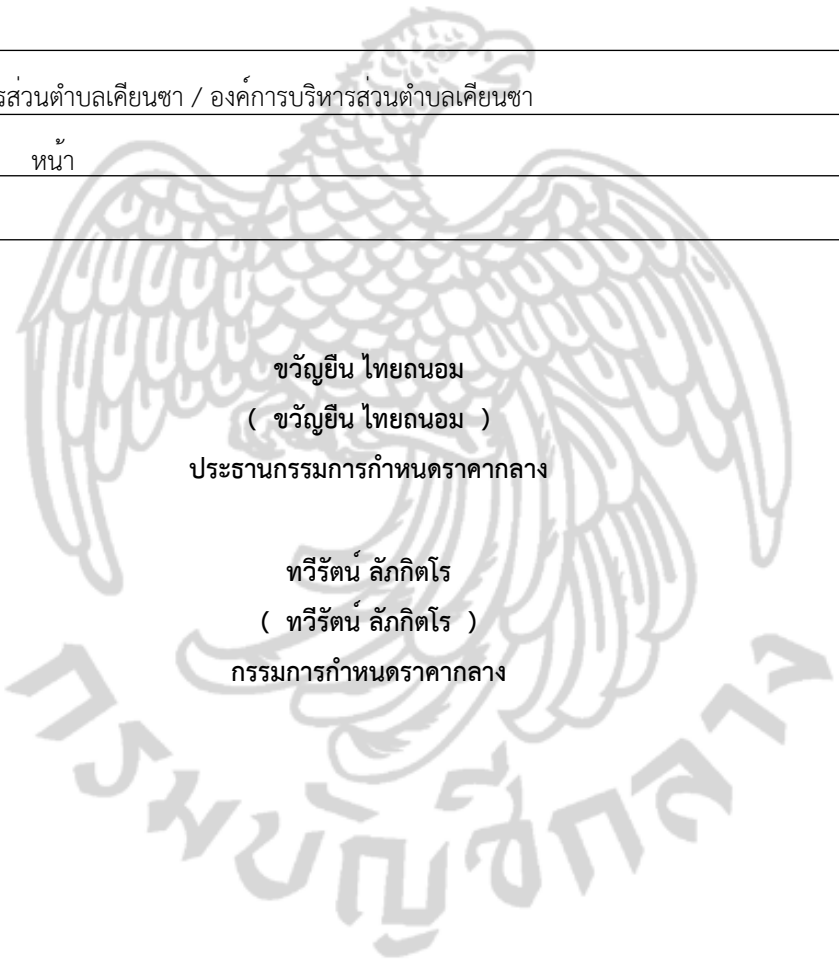 รส่วนตำบลเคียนซา / องค์การบริหารส่วนตำบลเคียนซา
หน้า
ขวัญยืน ไทยถนอม
( ขวัญยืน ไทยถนอม )
ประธานกรรมการกำหนดราคากลาง
ทวีรัตน์ ลัภกิตโร
( ทวีรัตน์ ลัภกิตโร )
กรรมการกำหนดราคากลาง
กรมบัญชีกลาง